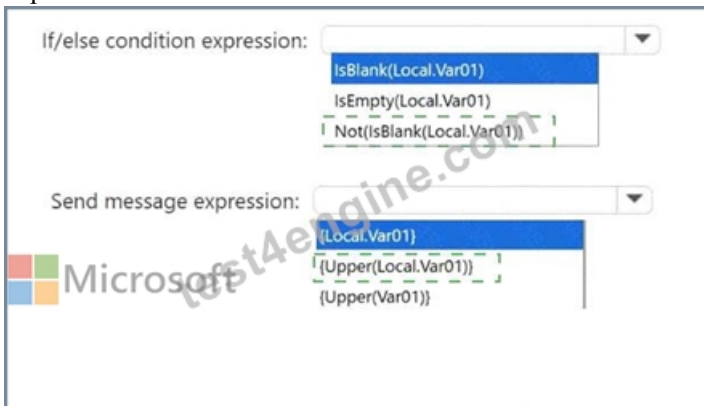 If/else condition expression:
IsBlank(Local.Var01)
IsEmpty(Local.Var01)
Not(IsBlank(Local.Var01))
Send message expression:
{Local.Var01}
{Upper(Local.Var01)}
{Upper(Var01)}
Microsoft
test4engine.com